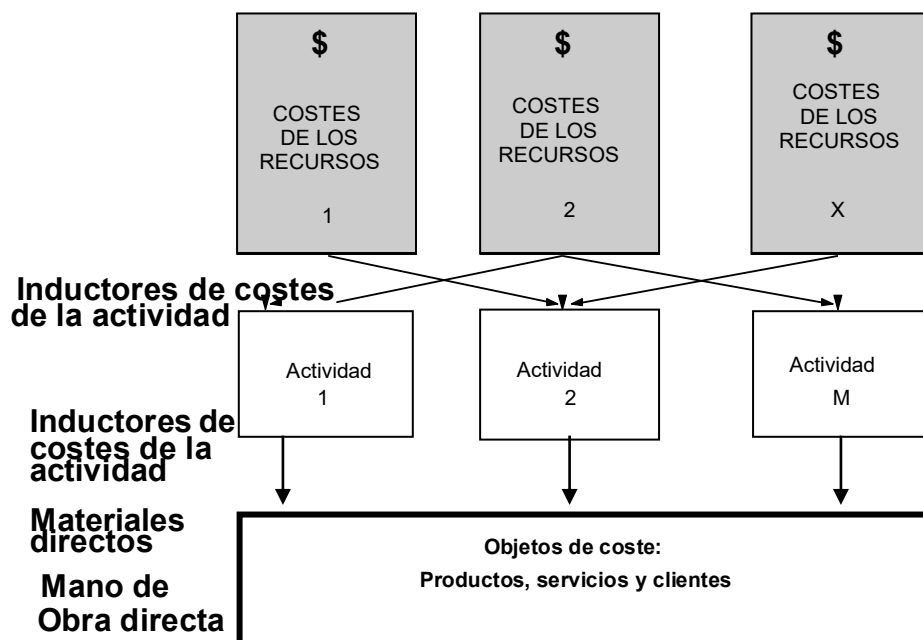 $
COSTES
DE LOS
RECURSOS
1
$
COSTES
DE LOS
RECURSOS
2
$
COSTES
DE LOS
RECURSOS
X
Inductores de costes
de la actividad
Actividad
1
Actividad
2
Actividad
M
Inductores de
costes de la
actividad
Materiales
directos
Mano de
Obra directa
Objetos de coste:
Productos, servicios y clientes